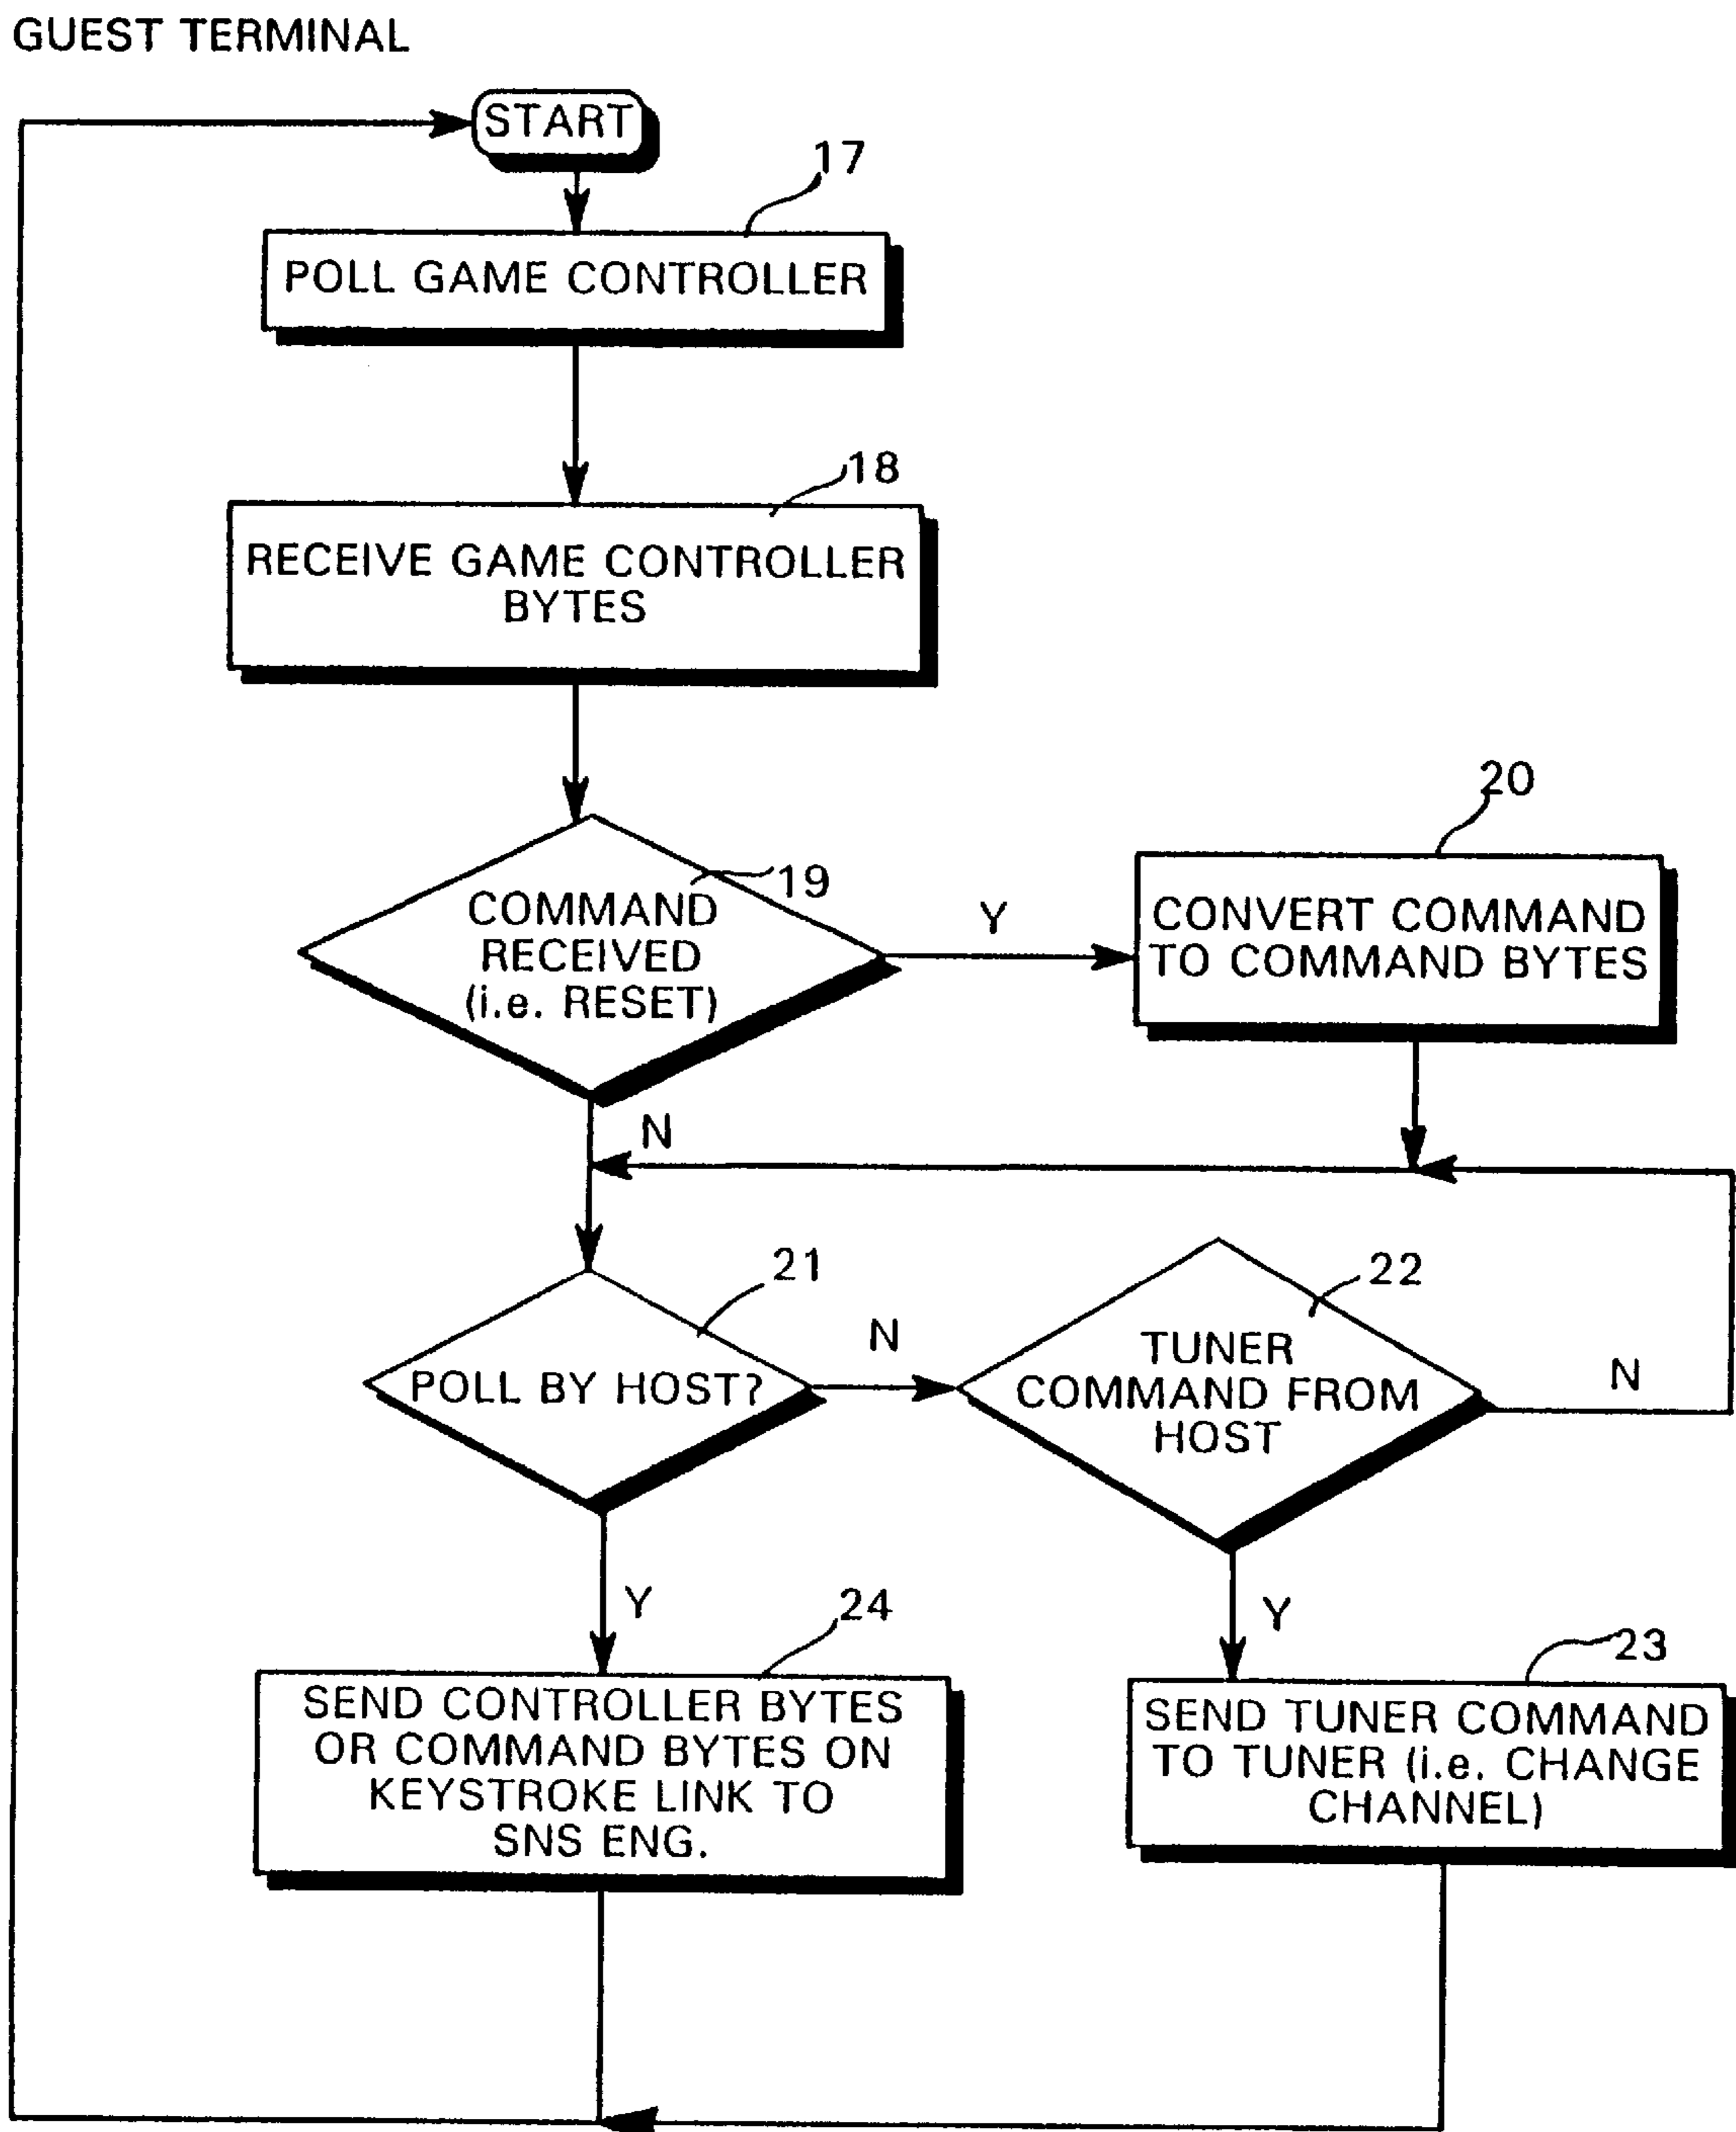 GUEST TERMINAL
START
17
POLL GAME CONTROLLER
18
RECEIVE GAME CONTROLLER
BYTES
19
COMMAND
RECEIVED
(i.e. RESET)
Y
20
CONVERT COMMAND
TO COMMAND BYTES
N
21
POLL BY HOST?
N
22
TUNER
COMMAND FROM
HOST
N
Y
24
SEND CONTROLLER BYTES
OR COMMAND BYTES ON
KEYSTROKE LINK TO
SNS ENG.
Y
23
SEND TUNER COMMAND
TO TUNER (i.e. CHANGE
CHANNEL)